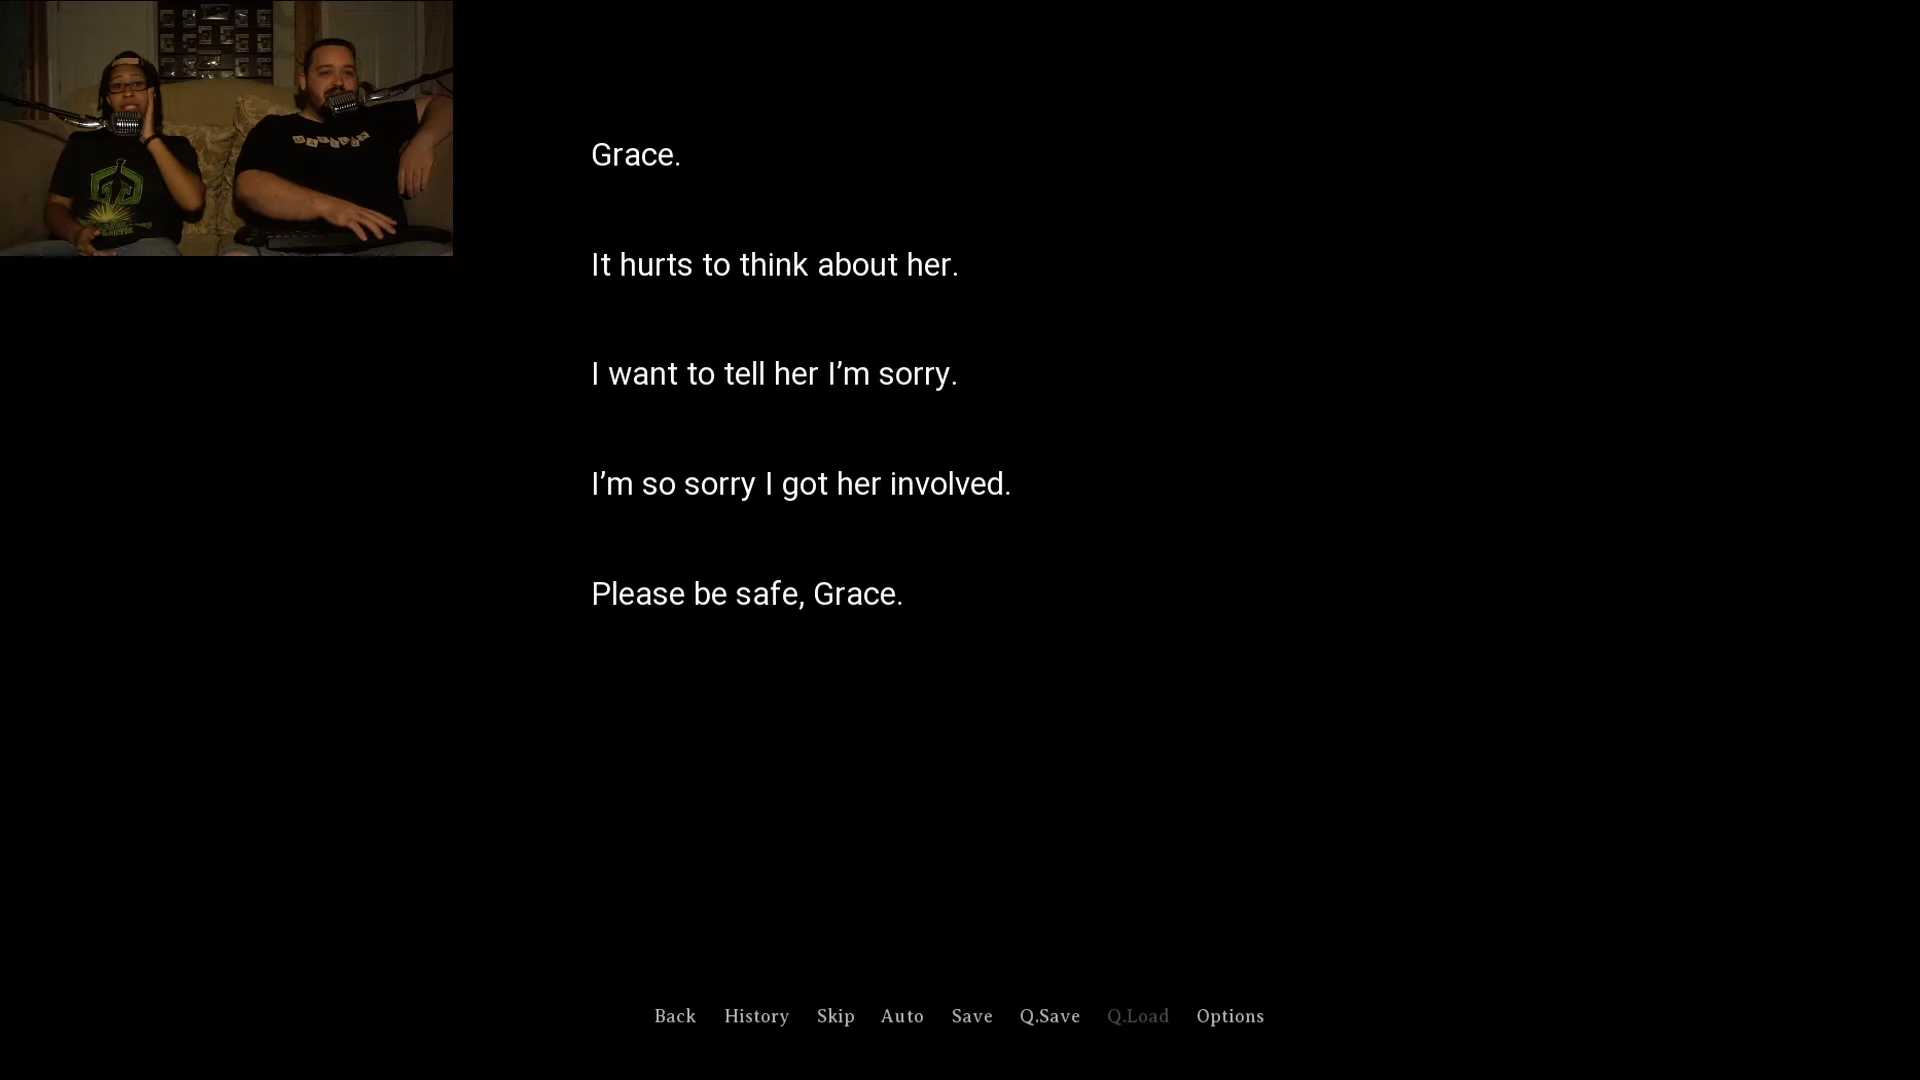 Grace.
It hurts to think about her.
I want to tell her I’m sorry.
I’m so sorry I got her involved.
Please be safe, Grace.
Back History Skip Auto Save Q.Save Q.Load Options